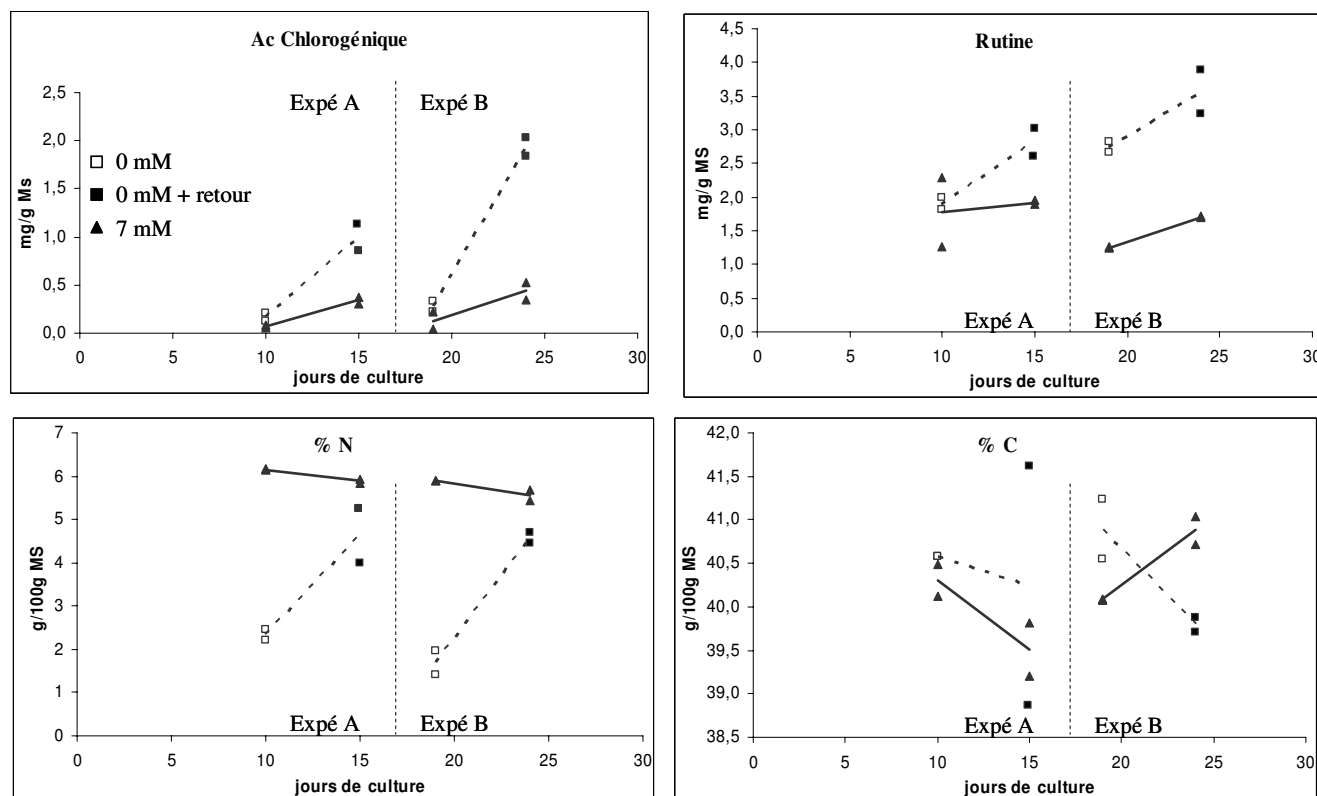 Ac Chlorogénique
2,5
2,0
1,5
1,0
0,5
0,0
mg/g Ms
Expé A
Expé B
0 mM
0 mM + retour
7 mM
0 5 10 15 20 25 30
jours de culture
Rutine
4,5
4,0
3,5
3,0
2,5
2,0
1,5
1,0
0,5
0,0
mg/g MS
Expé A
Expé B
0 5 10 15 20 25 30
jours de culture
% N
7
6
5
4
3
2
1
0
g/100g MS
Expé A
Expé B
0 5 10 15 20 25 30
jours de culture
% C
42,0
41,5
41,0
40,5
40,0
39,5
39,0
38,5
g/100g MS
Expé A
Expé B
0 5 10 15 20 25 30
jours de culture